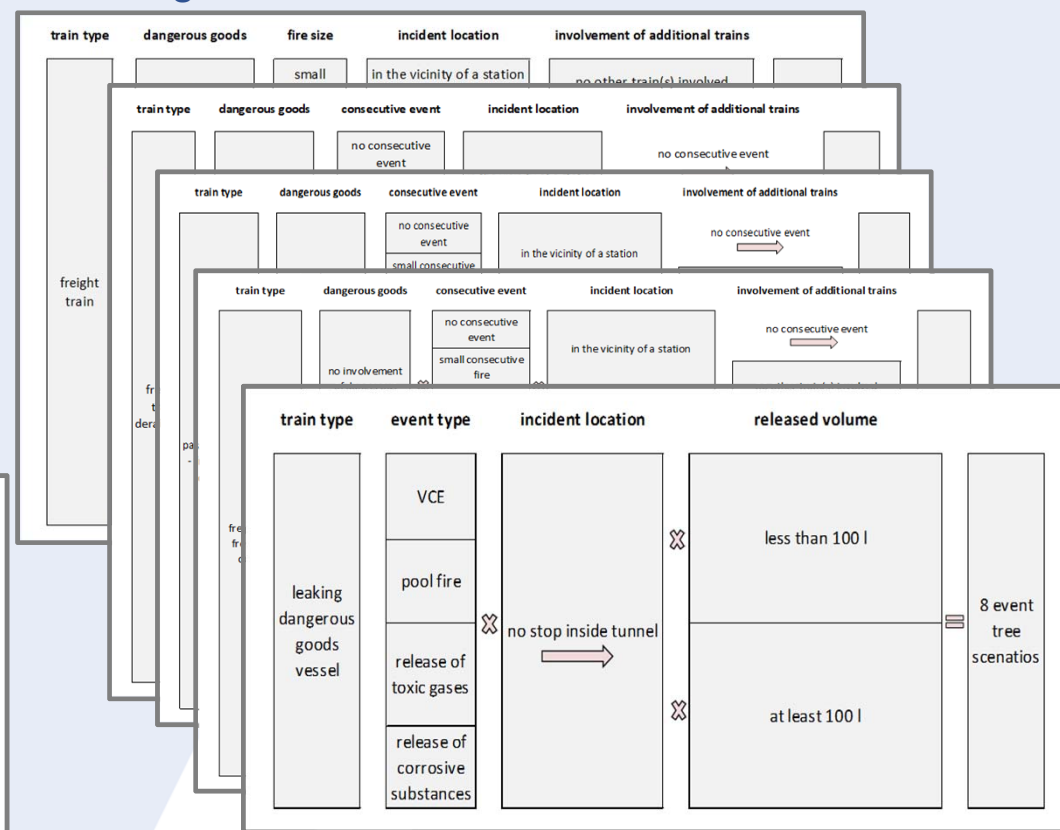 train type dangerous goods fire size incident location involvement of additional trains
small
in the vicinity of a station
no other train(s) involved
freight
train
train type dangerous goods consecutive event incident location involvement of additional trains
no consecutive
event
no consecutive event
train type dangerous goods consecutive event incident location involvement of additional trains
no consecutive
event
small consecutive
in the vicinity of a station
no consecutive event
train type dangerous goods consecutive event incident location involvement of additional trains
no involvement
no consecutive
event
small consecutive
fire
in the vicinity of a station
no consecutive event
train type event type incident location released volume
leaking
dangerous
goods
vessel
VCE
pool fire
release of
toxic gases
release of
corrosive
substances
no stop inside tunnel
less than 100 l
at least 100 l
8 event
tree
scenatios